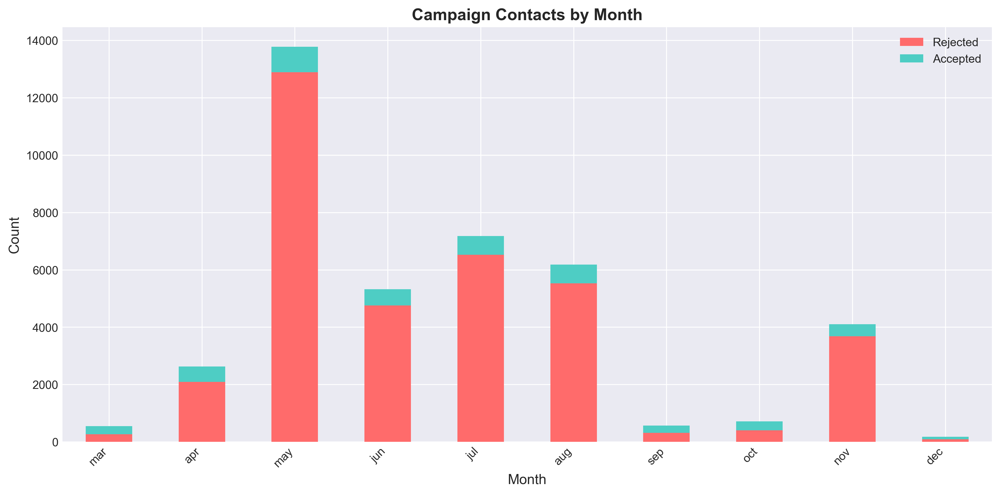 Campaign Contacts by Month
Rejected
Accepted
Count
14000
12000
10000
8000
6000
4000
2000
0
mar
apr
may
jun
jul
aug
sep
oct
nov
dec
Month